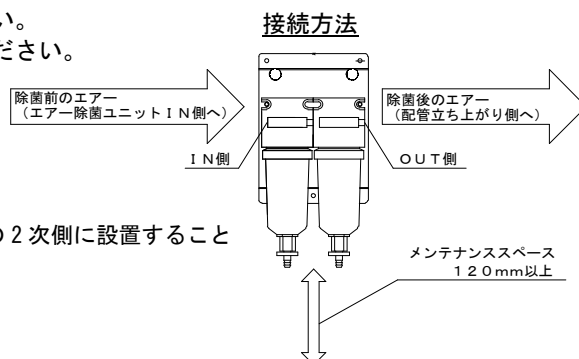 い。
ださい。
接続方法
除菌前のエアー
（エアー除菌ユニットＩＮ側へ）
除菌後のエアー
（配管立ち上がり側へ）
ＩＮ側
ＯＵＴ側
２次側に設置すること
メンテナンススペース
１２０mm以上